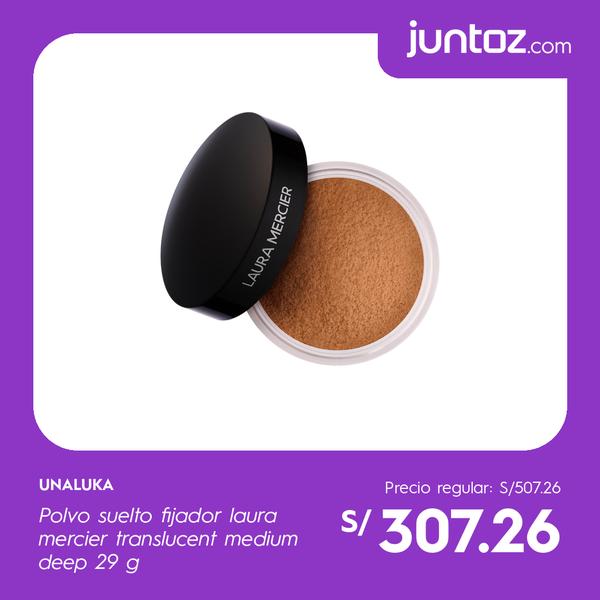 juntoz.com
LAURA MERCIER
UNALUKA
Polvo suelto fijador laura
mercier translucent medium
deep 29 g
Precio regular: S/507.26
S/ 307.26